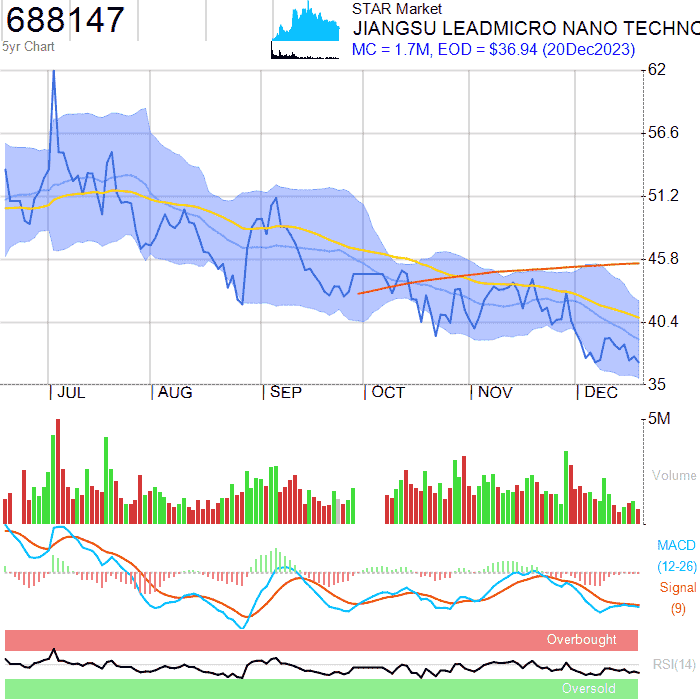 688147
5yr Chart
STAR Market
JIANGSU LEADMICRO NANO TECHNO
MC = 1.7M, EOD = $36.94 (20Dec2023)
62
56.6
51.2
45.8
40.4
35
JUL AUG SEP OCT NOV DEC
5M
Volume
MACD
(12-26)
Signal
(9)
Overbought
RSI(14)
Oversold